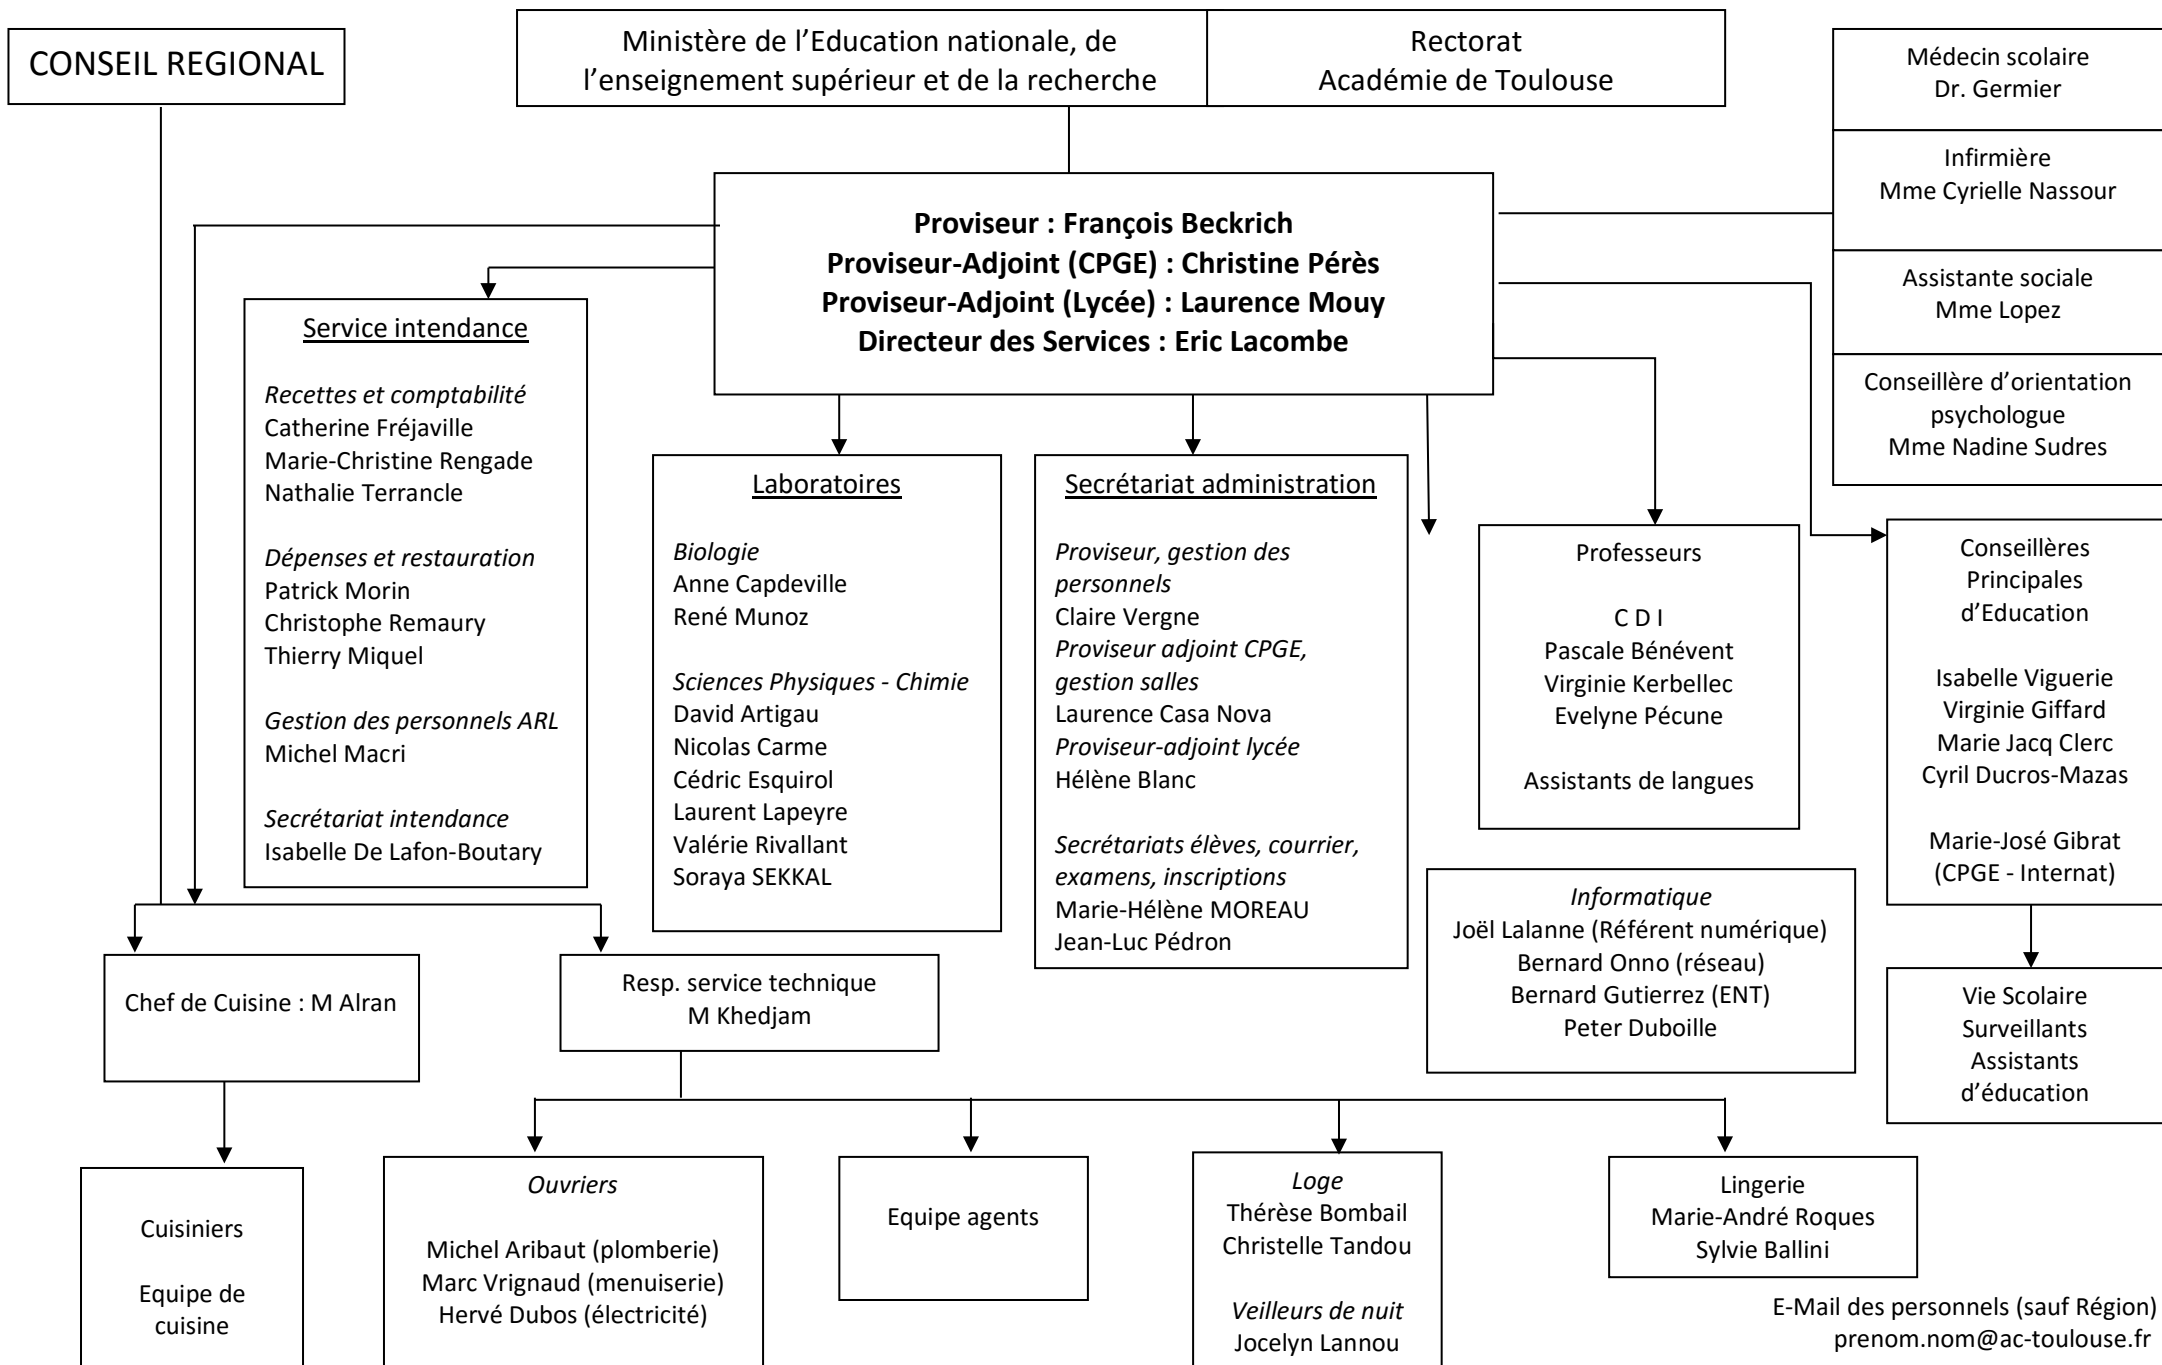 CONSEIL REGIONAL
Ministère de l’Education nationale, de
l’enseignement supérieur et de la recherche
Rectorat
Académie de Toulouse
Médecin scolaire
Dr. Germier
Infirmière
Mme Cyrielle Nassour
Assistante sociale
Mme Lopez
Conseillère d’orientation
psychologue
Mme Nadine Sudres
Proviseur : François Beckrich
Proviseur-Adjoint (CPGE) : Christine Pérès
Proviseur-Adjoint (Lycée) : Laurence Mouy
Directeur des Services : Eric Lacombe
Service intendance
Recettes et comptabilité
Catherine Fréjaville
Marie-Christine Rengade
Nathalie Terrancle
Dépenses et restauration
Patrick Morin
Christophe Remaury
Thierry Miquel
Gestion des personnels ARL
Michel Macri
Secrétariat intendance
Isabelle De Lafon-Boutary
Laboratoires
Biologie
Anne Capdeville
René Munoz
Sciences Physiques - Chimie
David Artigau
Nicolas Carme
Cédric Esquirol
Laurent Lapeyre
Valérie Rivallant
Soraya SEKKAL
Secrétariat administration
Proviseur, gestion des
personnels
Claire Vergne
Proviseur adjoint CPGE,
gestion salles
Laurence Casa Nova
Proviseur-adjoint lycée
Hélène Blanc
Secrétariats élèves, courrier,
examens, inscriptions
Marie-Hélène MOREAU
Jean-Luc Pédron
Professeurs
C D I
Pascale Bénévent
Virginie Kerbellec
Evelyne Pécune
Assistants de langues
Conseillères
Principales
d’Education
Isabelle Viguerie
Virginie Giffard
Marie Jacq Clerc
Cyril Ducros-Mazas
Marie-José Gibrat
(CPGE - Internat)
Informatique
Joël Lalanne (Référent numérique)
Bernard Onno (réseau)
Bernard Gutierrez (ENT)
Peter Duboille
Vie Scolaire
Surveillants
Assistants
d’éducation
Chef de Cuisine : M Alran
Resp. service technique
M Khedjam
Cuisiniers
Equipe de
cuisine
Ouvriers
Michel Aribaut (plomberie)
Marc Vrignaud (menuiserie)
Hervé Dubos (électricité)
Equipe agents
Loge
Thérèse Bombail
Christelle Tandou
Veilleurs de nuit
Jocelyn Lannou
Lingerie
Marie-André Roques
Sylvie Ballini
E-Mail des personnels (sauf Région)
prenom.nom@ac-toulouse.fr